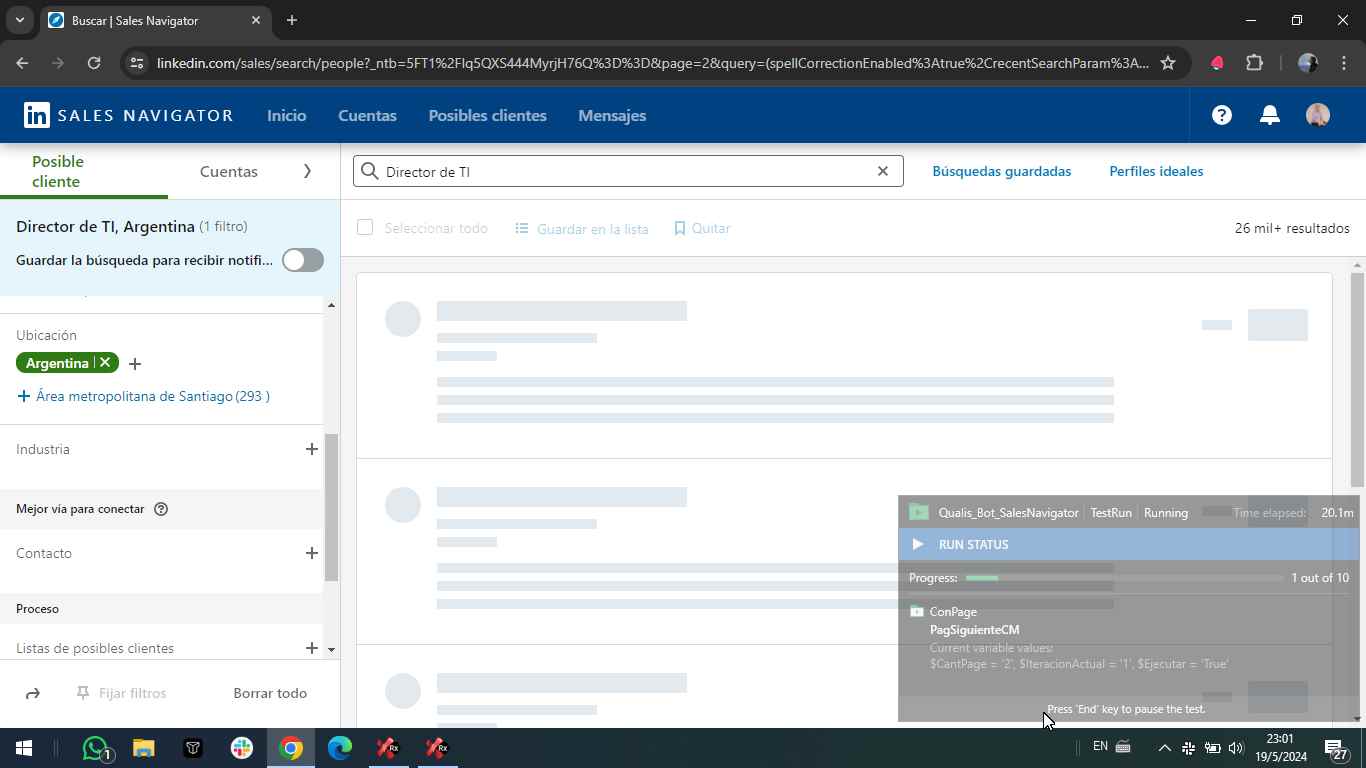 Buscar | Sales Navigator
linkedin.com/sales/search/people?_ntb=5FT1%2FIq5QXS444MyrjH76Q%3D%3D&page=2&query=(spellCorrectionEnabled%3Atrue%2CrecentSearchParam%3A...
in SALES NAVIGATOR
Inicio
Cuentas
Posibles clientes
Mensajes
Posible
cliente
Cuentas
Director de TI
Búsquedas guardadas
Perfiles ideales
Director de TI, Argentina (1 filtro)
Guardar la búsqueda para recibir notifi...
Seleccionar todo
Guardar en la lista
Quitar
26 mil+ resultados
Ubicación
Argentina
Área metropolitana de Santiago (293 )
Industria
Mejor vía para conectar
Contacto
Proceso
Listas de posibles clientes
Fijar filtros
Borrar todo
Qualis_Bot_SalesNavigator
TestRun
Running
Time elapsed: 20.1m
RUN STATUS
Progress:
1 out of 10
ConPage
PagSiguienteCM
Current variable values:
$CantPage = '2', $IteracionActual = '1', $Ejecutar = 'True'
Press 'End' key to pause the test.
1
Rx
Rx
EN
23:01
19/5/2024
27